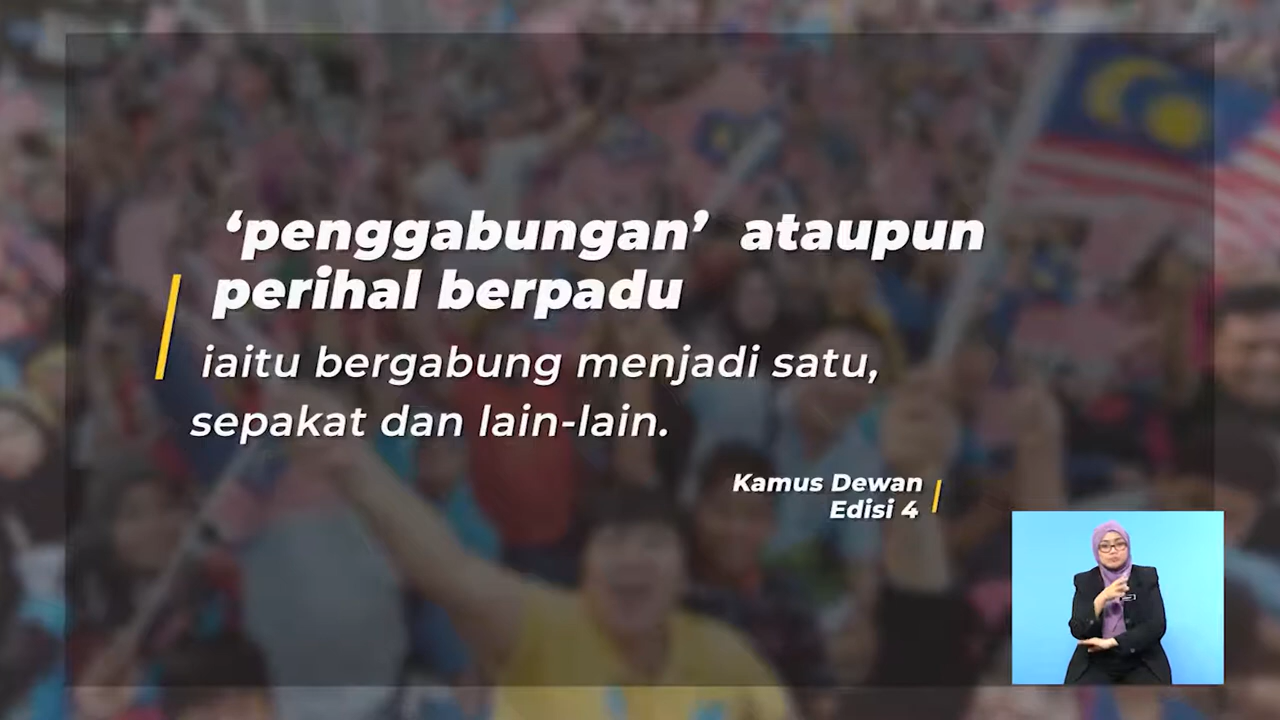 ‘penggabungan’ ataupun
perihal berpadu
iaitu bergabung menjadi satu,
sepakat dan lain-lain.
Kamus Dewan
Edisi 4